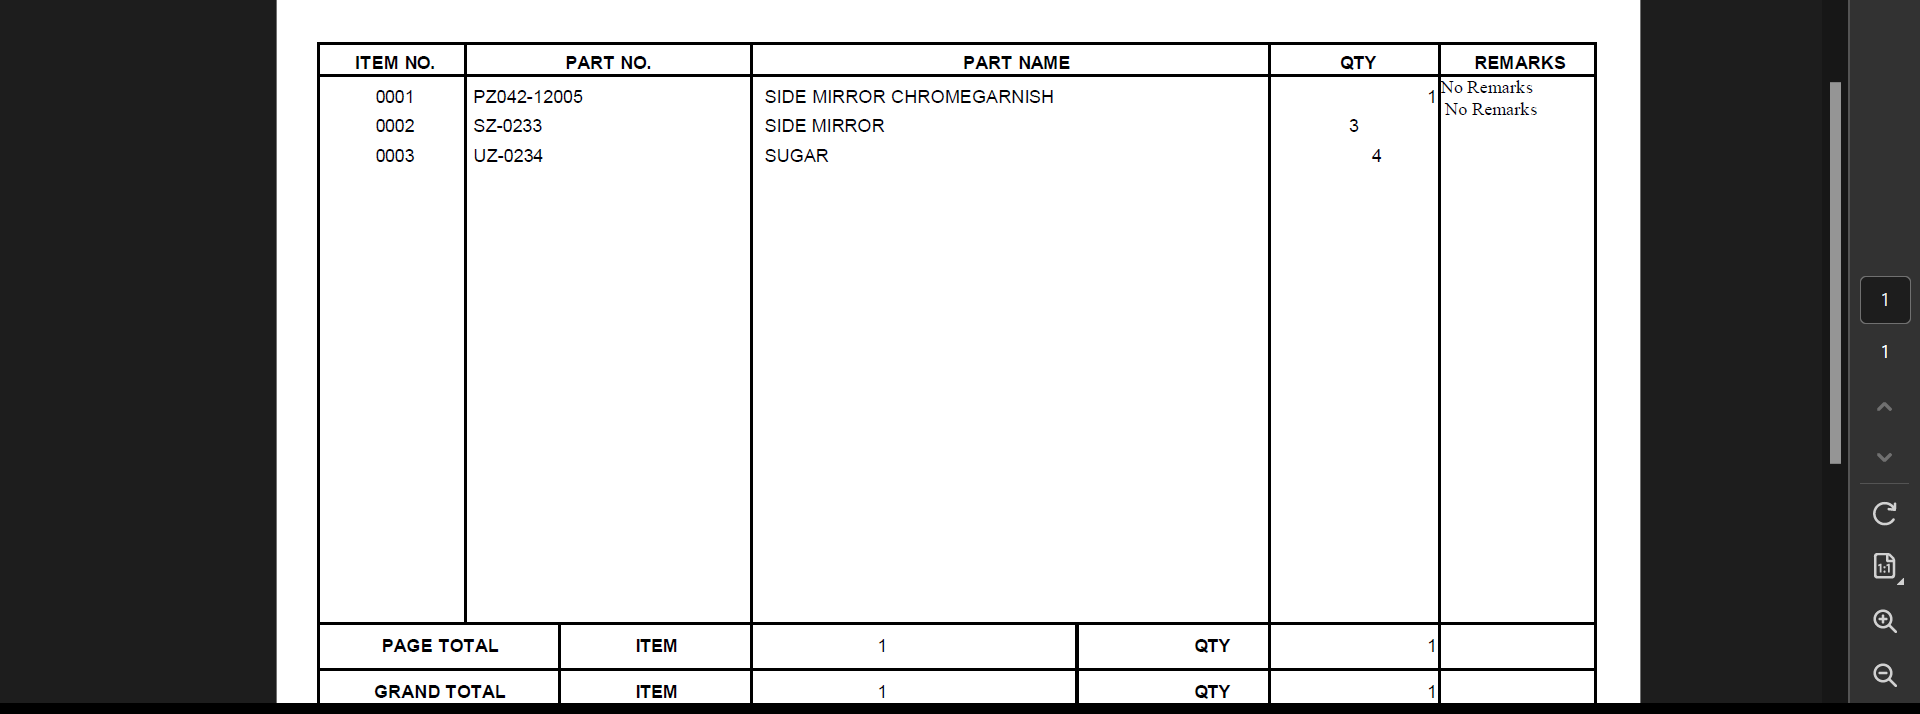 ITEM NO. PART NO. PART NAME QTY REMARKS
0001 PZ042-12005 SIDE MIRROR CHROMEGARNISH 1 No Remarks
0002 SZ-0233 SIDE MIRROR 3 No Remarks
0003 UZ-0234 SUGAR 4
PAGE TOTAL ITEM 1 QTY 1
GRAND TOTAL ITEM 1 QTY 1
1
1
1:1